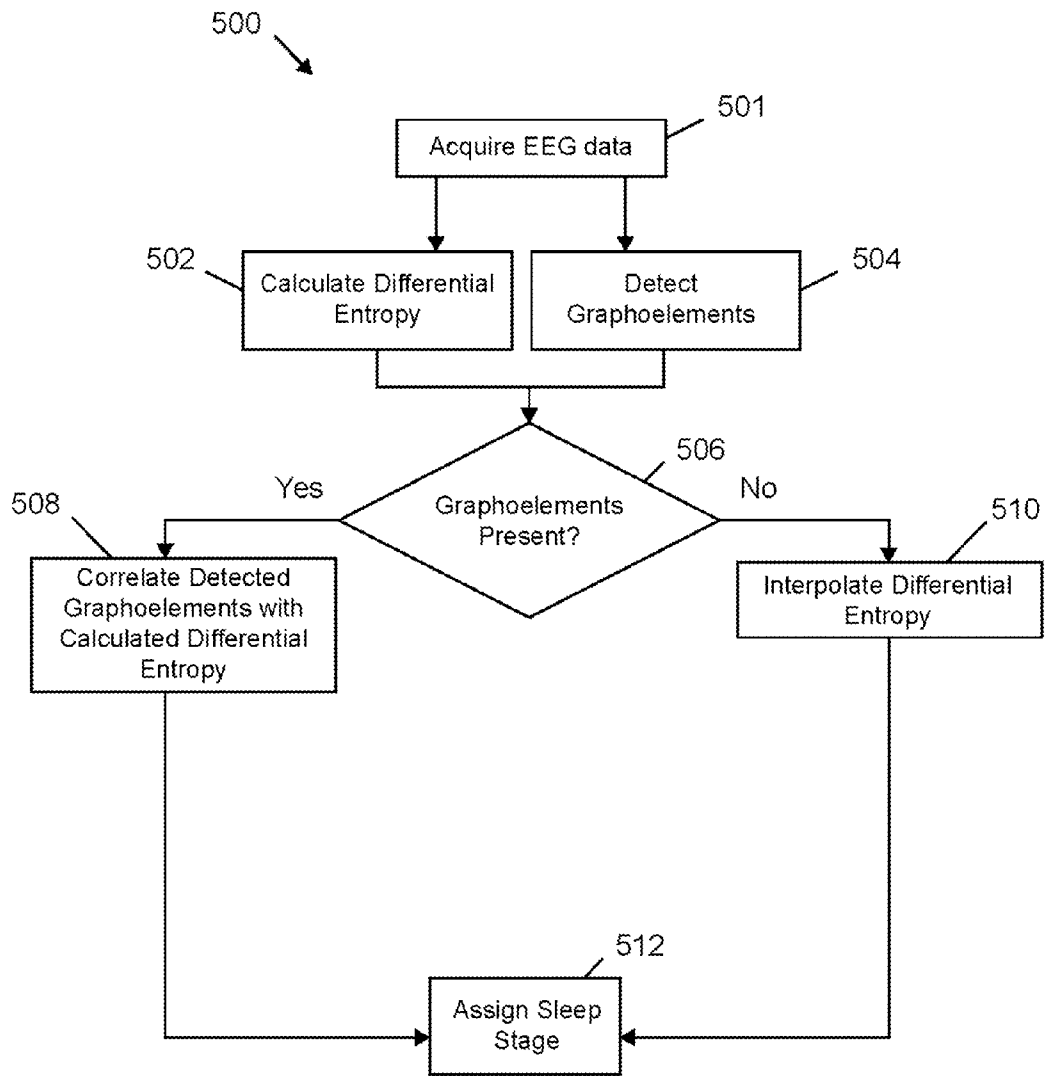 500
501
Acquire EEG data
502
Calculate Differential
Entropy
504
Detect
Graphoelements
506
Graphoelements
Present?
Yes
No
508
Correlate Detected
Graphoelements with
Calculated Differential
Entropy
510
Interpolate Differential
Entropy
512
Assign Sleep
Stage